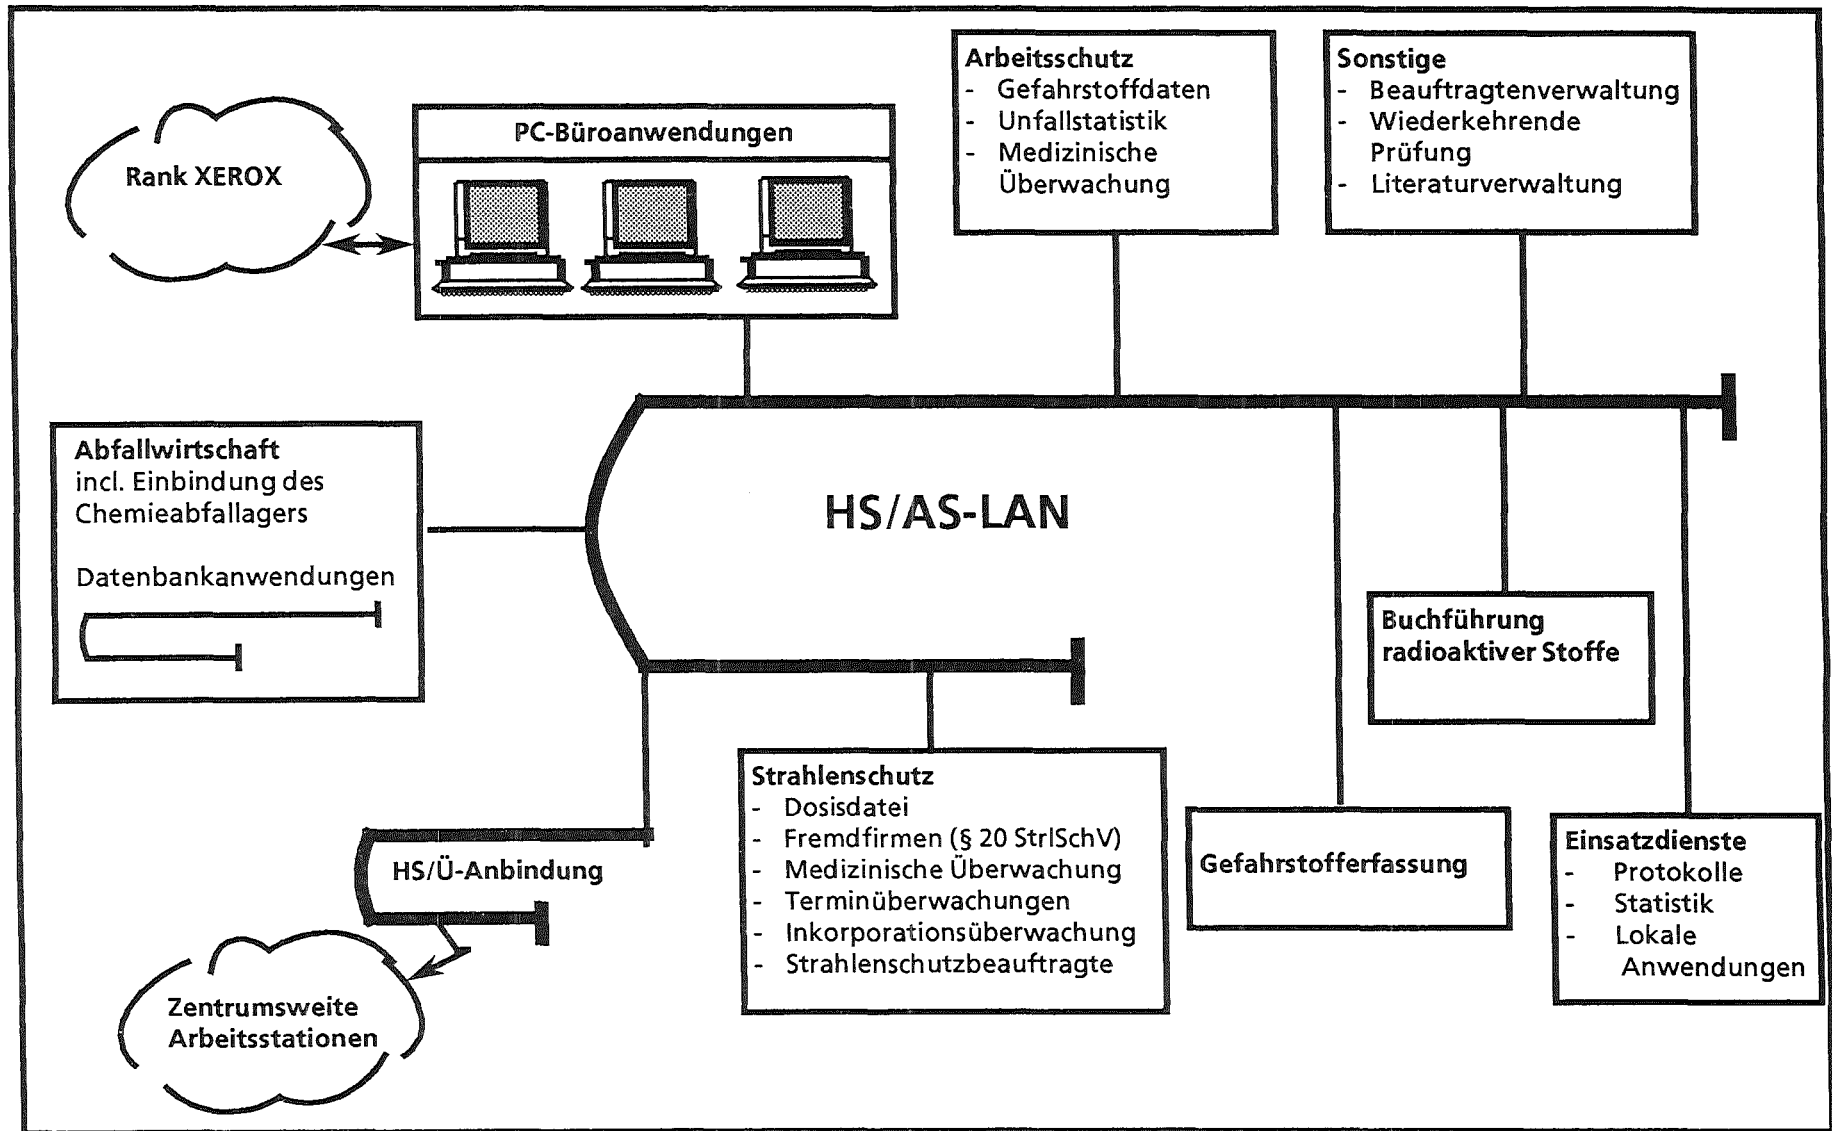 Rank XEROX
PC-Büroanwendungen
Arbeitsschutz
- Gefahrstoffdaten
- Unfallstatistik
- Medizinische
Überwachung
Sonstige
- Beauftragtenverwaltung
- Wiederkehrende
Prüfung
- Literaturverwaltung
Abfallwirtschaft
incl. Einbindung des
Chemieabfallagers
Datenbankanwendungen
HS/AS-LAN
Buchführung
radioaktiver Stoffe
HS/Ü-Anbindung
Zentrumsweite
Arbeitsstationen
Strahlenschutz
- Dosisdatei
- Fremdfirmen (§ 20 StrlSchV)
- Medizinische Überwachung
- Terminüberwachungen
- Inkorporationsüberwachung
- Strahlenschutzbeauftragte
Gefahrstofferfassung
Einsatzdienste
- Protokolle
- Statistik
- Lokale
Anwendungen